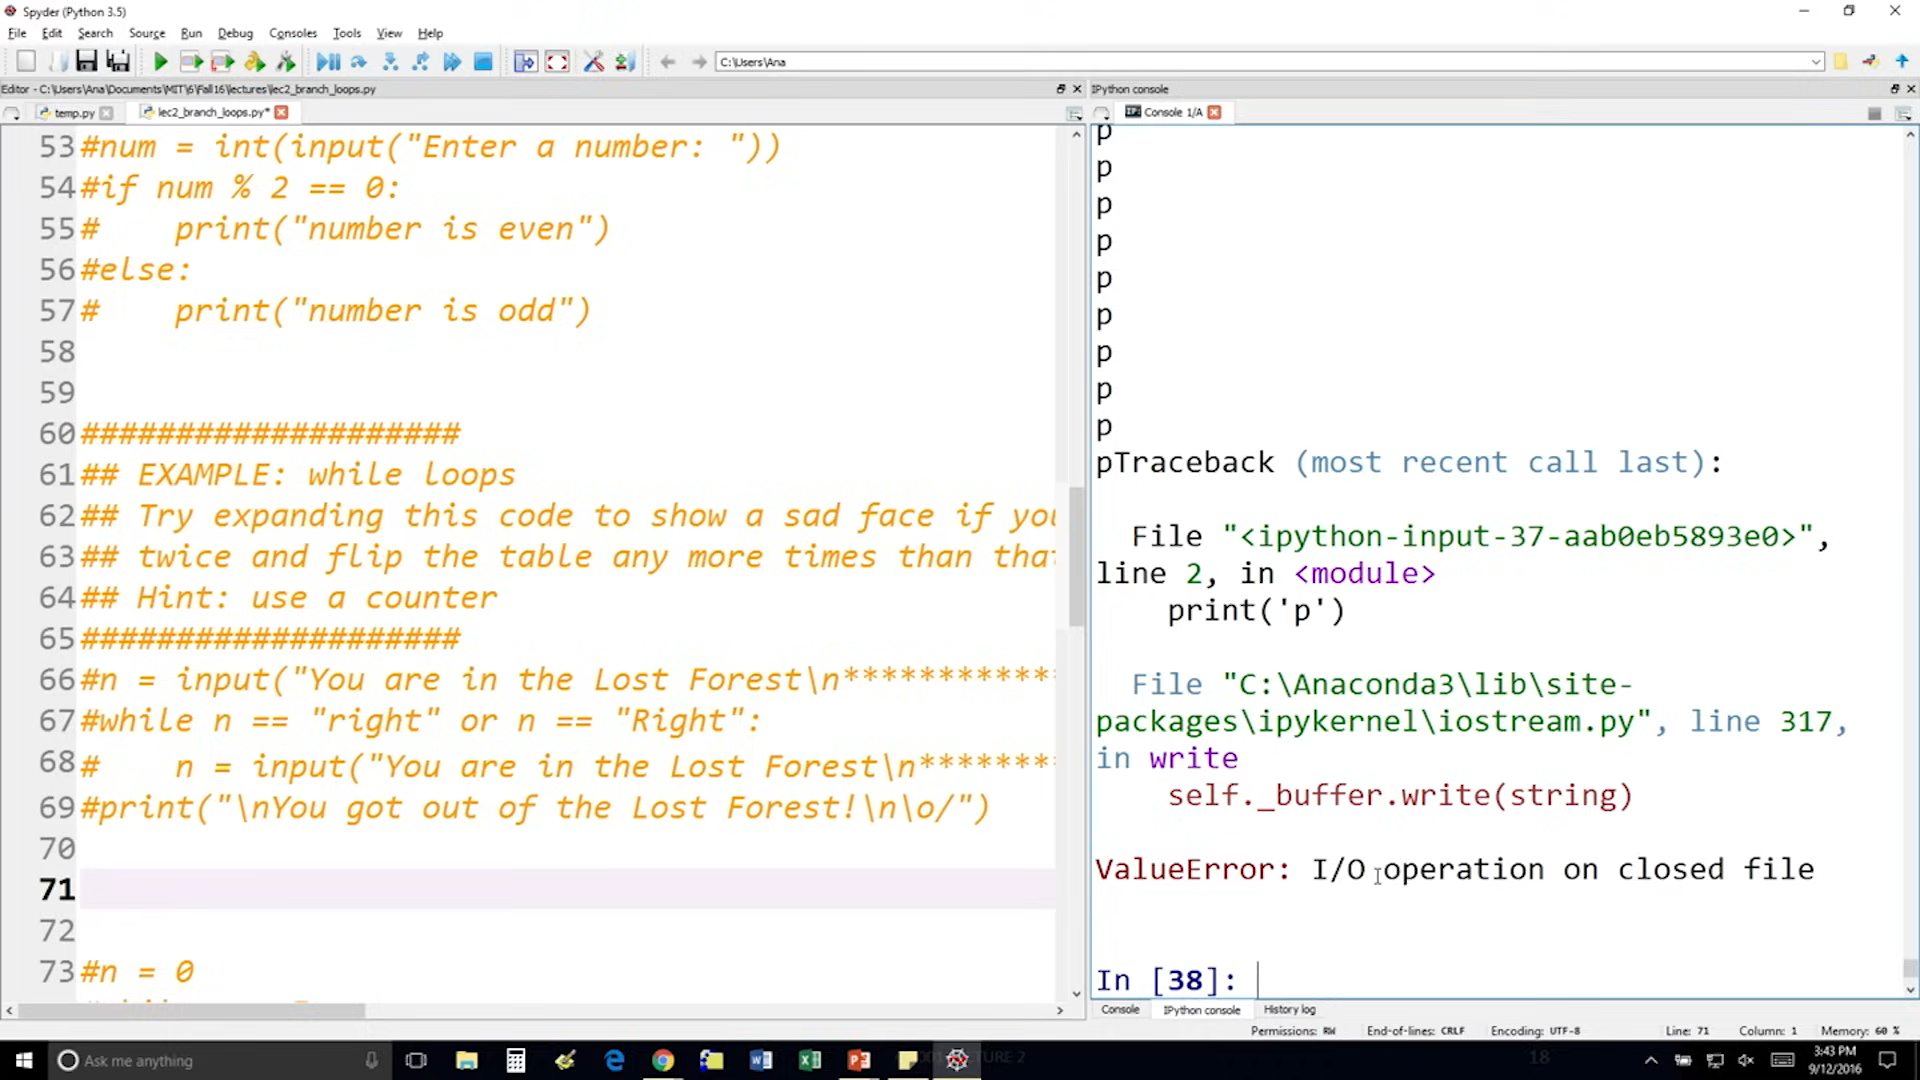 Spyder (Python 3.5)
File Edit Search Source Run Debug Consoles Tools View Help
C:\Users\Ana
Editor - C:\Users\Ana\Documents\MIT\6\Fall16\lectures\lec2_branch_loops.py
temp.py
lec2_branch_loops.py*
53 #num = int(input("Enter a number: "))
54 #if num % 2 == 0:
55 #    print("number is even")
56 #else:
57 #    print("number is odd")
58
59
60 ####################
61 ## EXAMPLE: while loops
62 ## Try expanding this code to show a sad face if you
63 ## twice and flip the table any more times than that
64 ## Hint: use a counter
65 ####################
66 #n = input("You are in the Lost Forest\n************
67 #while n == "right" or n == "Right":
68 #    n = input("You are in the Lost Forest\n********
69 #print("\nYou got out of the Lost Forest!\n\o/")
70
71
72
73 #n = 0
IPython console
Console 1/A
p
p
p
p
p
p
p
p
p
pTraceback (most recent call last):
File "<ipython-input-37-aab0eb5893e0>",
line 2, in <module>
print('p')
File "C:\Anaconda3\lib\site-
packages\ipykernel\iostream.py", line 317,
in write
self._buffer.write(string)
ValueError: I/O operation on closed file
In [38]:
Console IPython console History log
Permissions: RW End-of-lines: CRLF Encoding: UTF-8 Line: 71 Column: 1 Memory: 60 %
Ask me anything
LECTURE 2
18
3:43 PM
9/12/2016